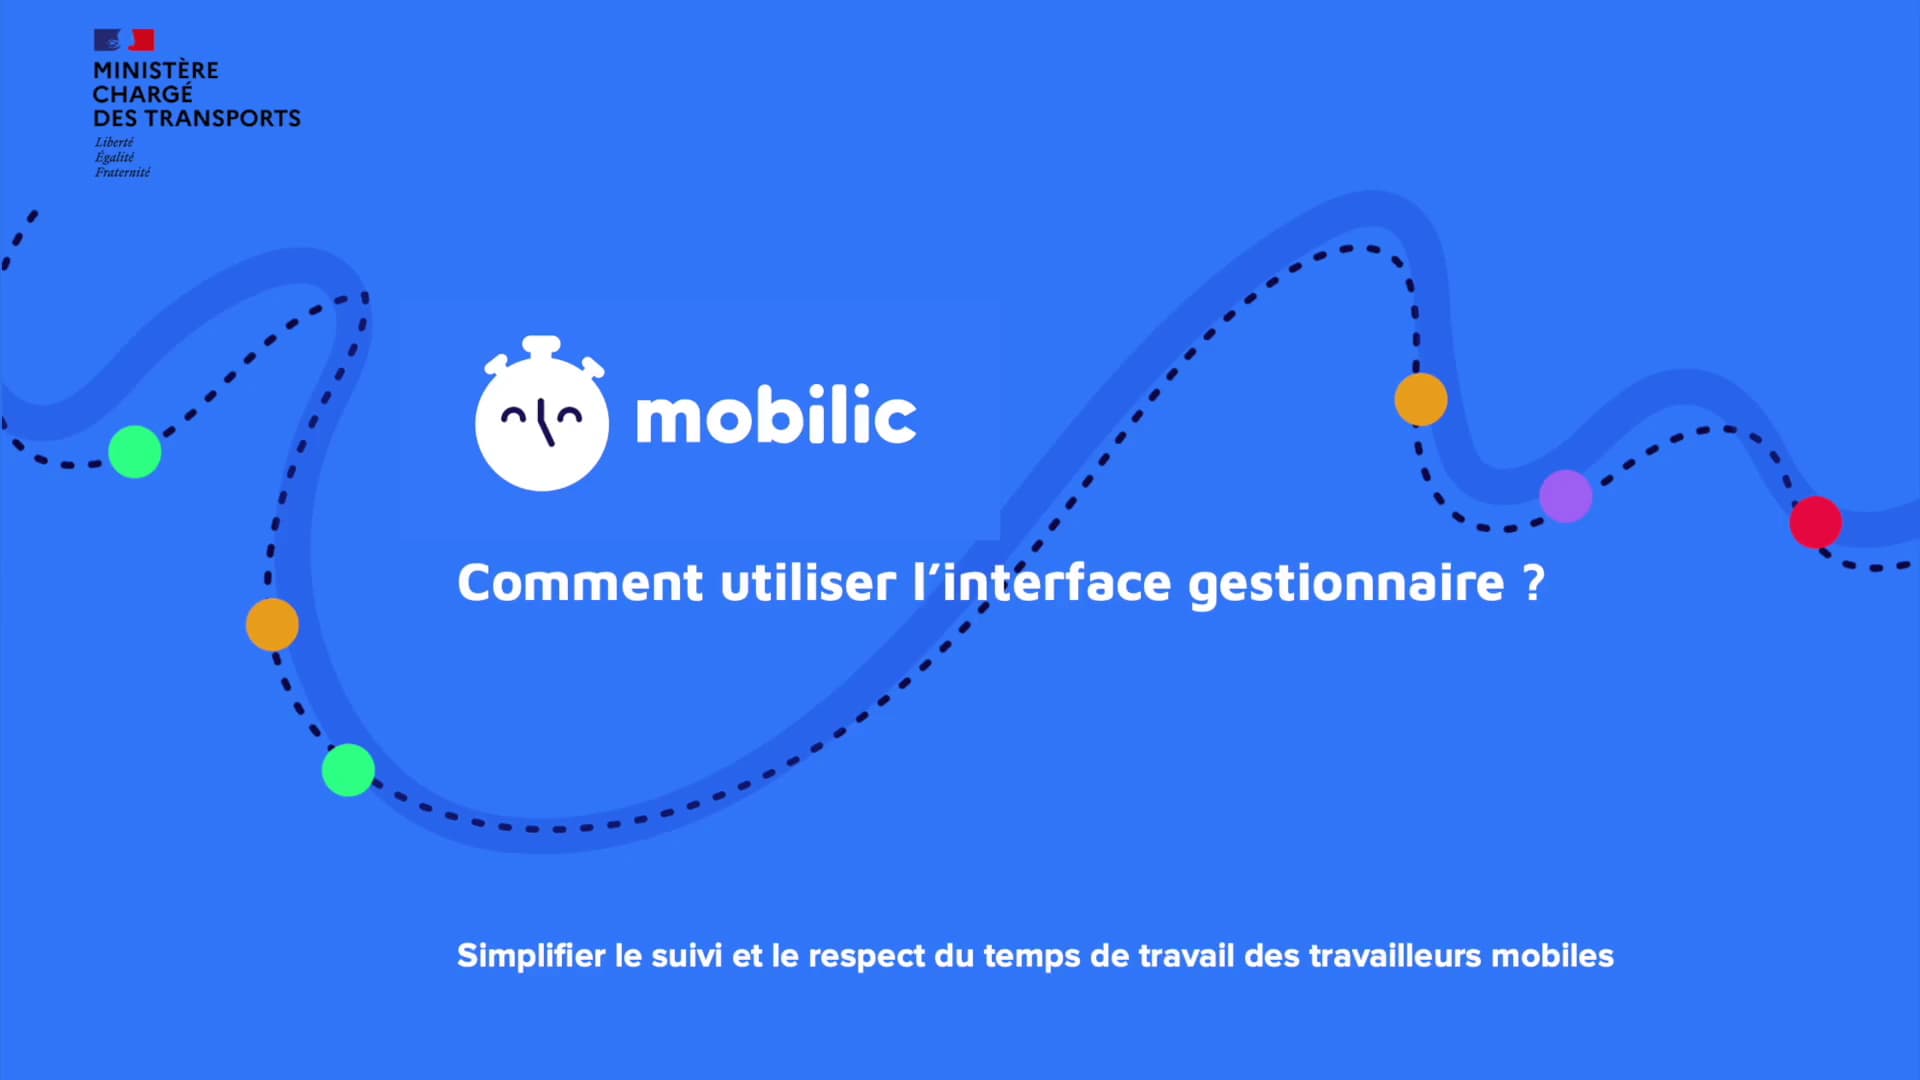 MINISTÈRE
CHARGÉ
DES TRANSPORTS
Liberté
Égalité
Fraternité
mobilic
Comment utiliser l’interface gestionnaire ?
Simplifier le suivi et le respect du temps de travail des travailleurs mobiles